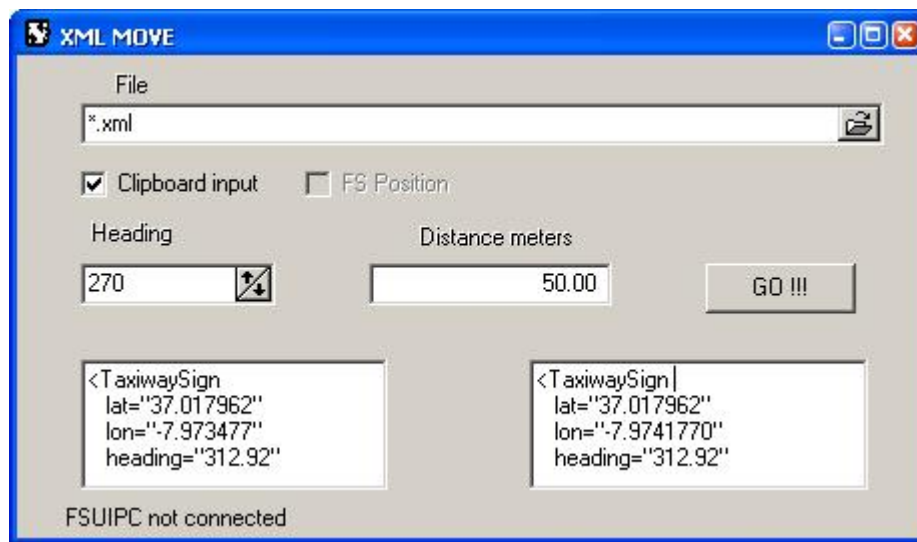 XML MOVE
File
*.xml
Clipboard input
FS Position
Heading
Distance meters
270
50.00
GO !!!
<TaxiwaySign
lat="37.017962"
lon="-7.973477"
heading="312.92"
<TaxiwaySign
lat="37.017962"
lon="-7.9741770"
heading="312.92"
FSUIPC not connected